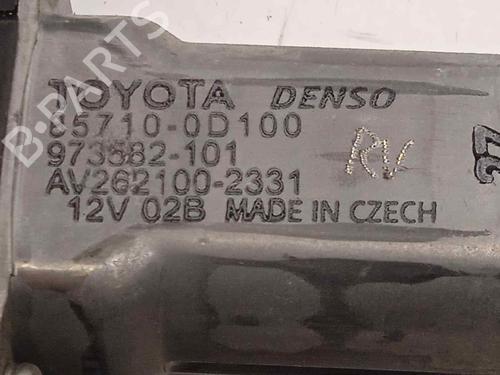 TOYOTA DENSO
85710-0D100
973582-101
AV262100-2331
12V 02B MADE IN CZECH
RV
B-PARTS